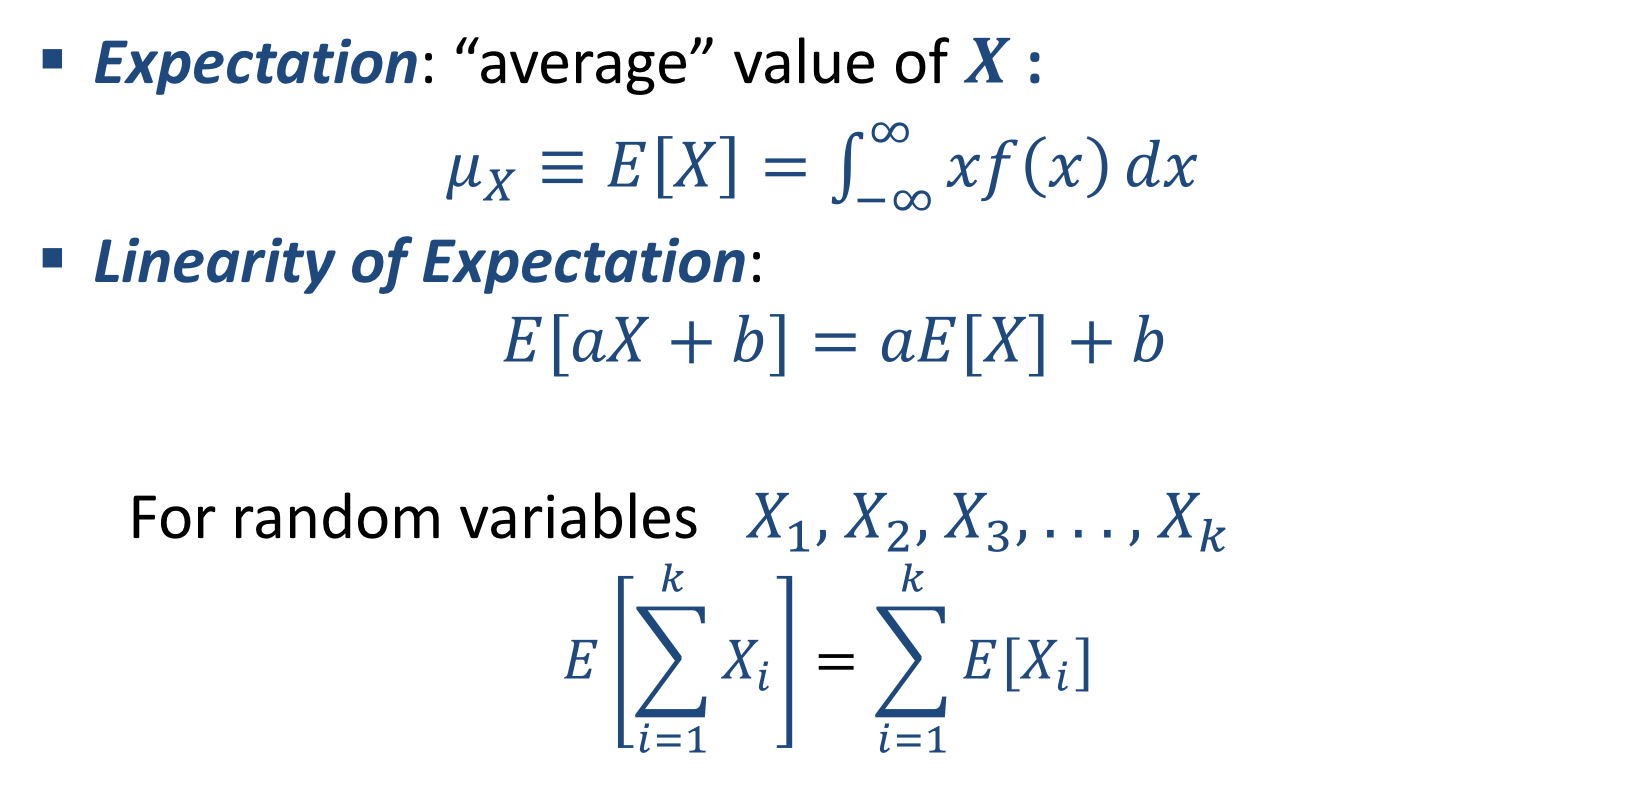 ▪ Expectation: “average” value of X :
μ_X ≡ E[X] = ∫_{−∞}^{∞} xf(x) dx
▪ Linearity of Expectation:
E[aX + b] = aE[X] + b
For random variables X_1, X_2, X_3, . . . , X_k
E[∑_{i=1}^{k} X_i] = ∑_{i=1}^{k} E[X_i]